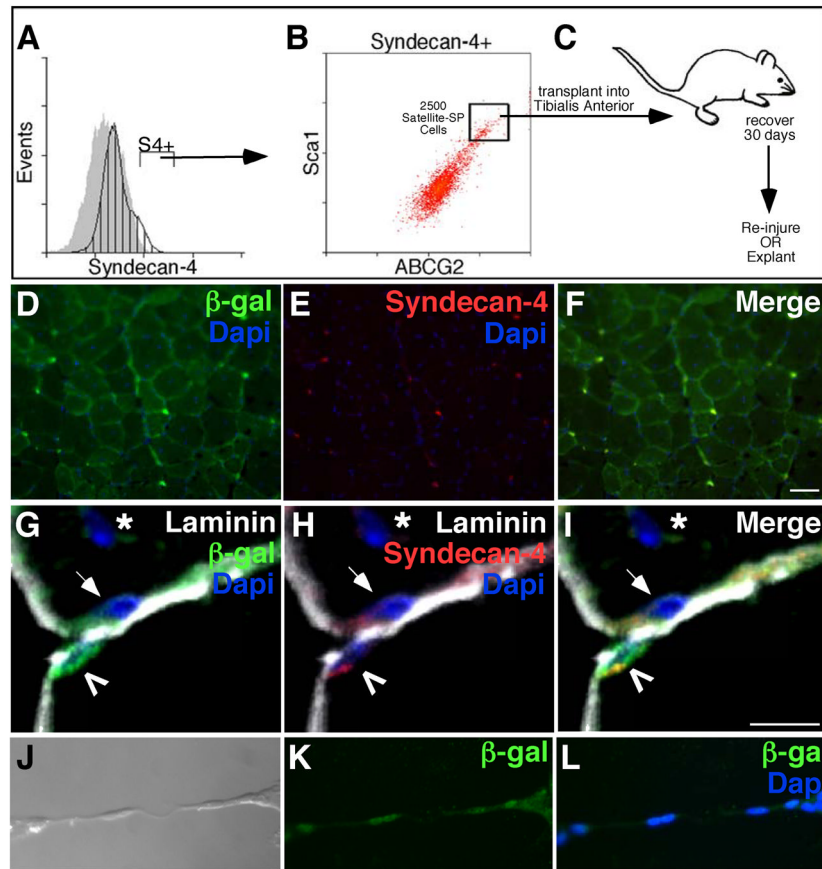 A
Events
S4+
Syndecan-4
B
Syndecan-4+
2500
Satellite-SP
Cells
Sca1
ABCG2
transplant into
Tibialis Anterior
C
recover
30 days
Re-injure
OR
Explant
D
β-gal
Dapi
E
Syndecan-4
Dapi
F
Merge
G
*
Laminin
β-gal
Dapi
H
*
Laminin
Syndecan-4
Dapi
I
*
Merge
J
K
β-gal
L
β-ga
Dap